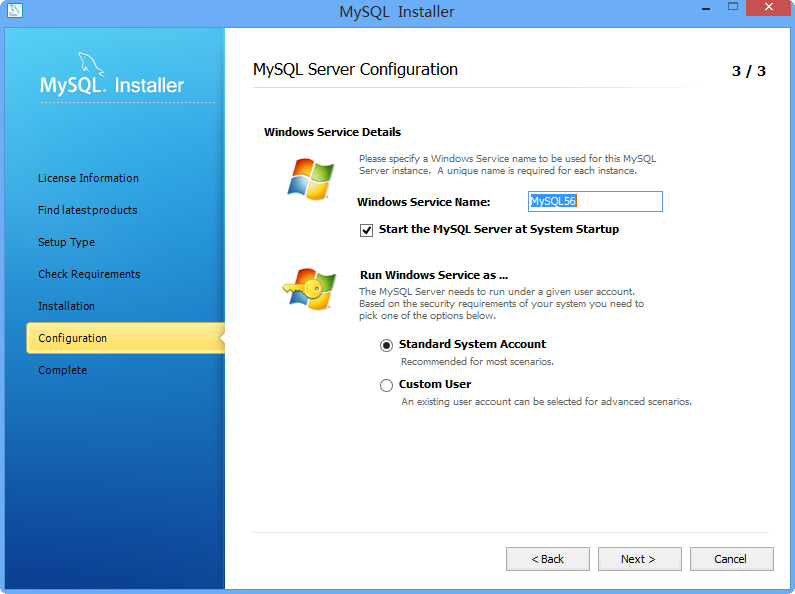 MySQL Installer
MySQL Installer
License Information
Find latest products
Setup Type
Check Requirements
Installation
Configuration
Complete
MySQL Server Configuration
3 / 3
Windows Service Details
Please specify a Windows Service name to be used for this MySQL
Server instance. A unique name is required for each instance.
Windows Service Name:
MySQL56
Start the MySQL Server at System Startup
Run Windows Service as ...
The MySQL Server needs to run under a given user account.
Based on the security requirements of your system you need to
pick one of the options below.
Standard System Account
Recommended for most scenarios.
Custom User
An existing user account can be selected for advanced scenarios.
< Back
Next >
Cancel